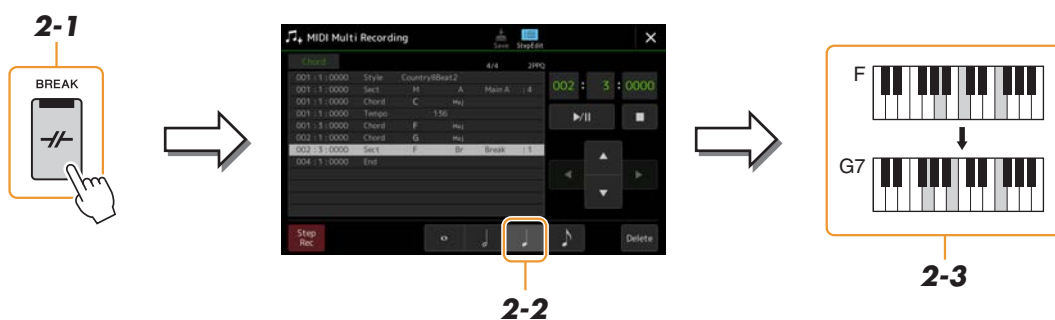 2-1
BREAK
MIDI Multi Recording
Save
StepEdit
Chord
4/4
2PPQ
001 : 1 : 0000 Style Country8Beat2
001 : 1 : 0000 Sect M A Main A : 4
001 : 1 : 0000 Chord C Maj
001 : 1 : 0000 Tempo 136
001 : 3 : 0000 Chord F Maj
002 : 1 : 0000 Chord G Maj
002 : 3 : 0000 Sect F Br Break : 1
004 : 1 : 0000 End
002 : 3 : 0000
Step
Rec
Delete
2-2
F
G7
2-3